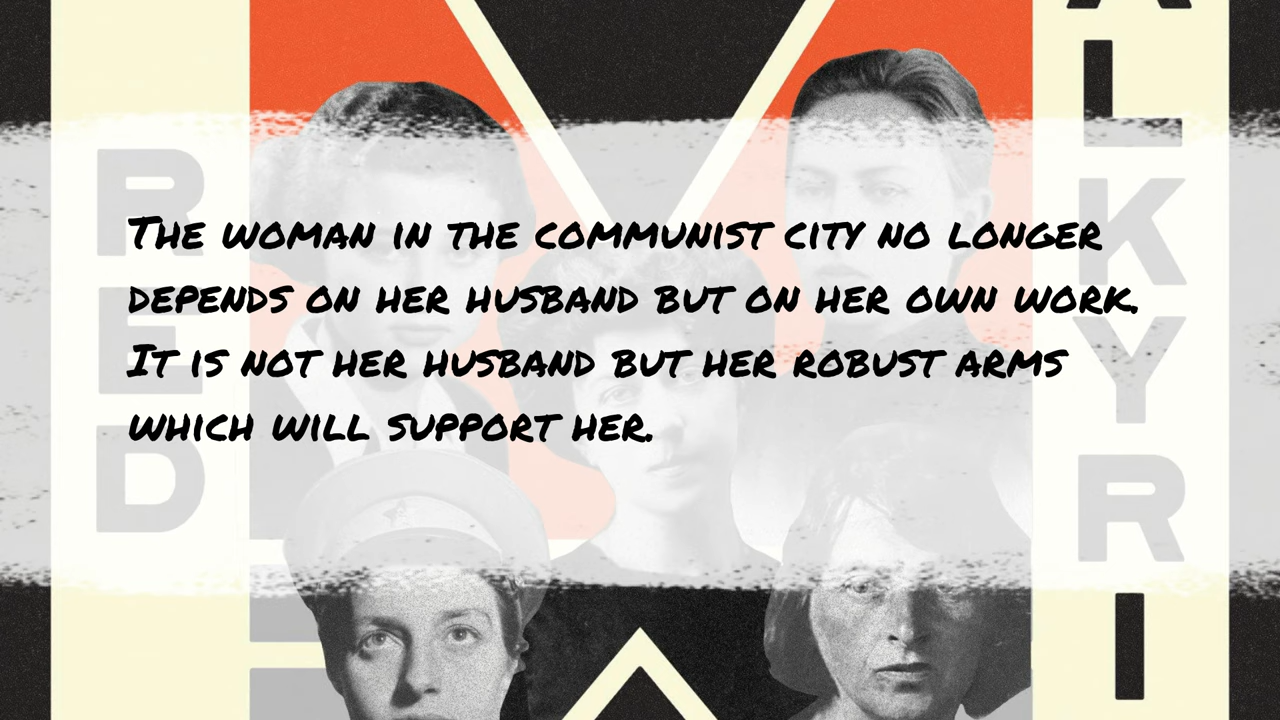 RED
The woman in the communist city no longer
depends on her husband but on her own work.
It is not her husband but her robust arms
which will support her.
ALKYRI